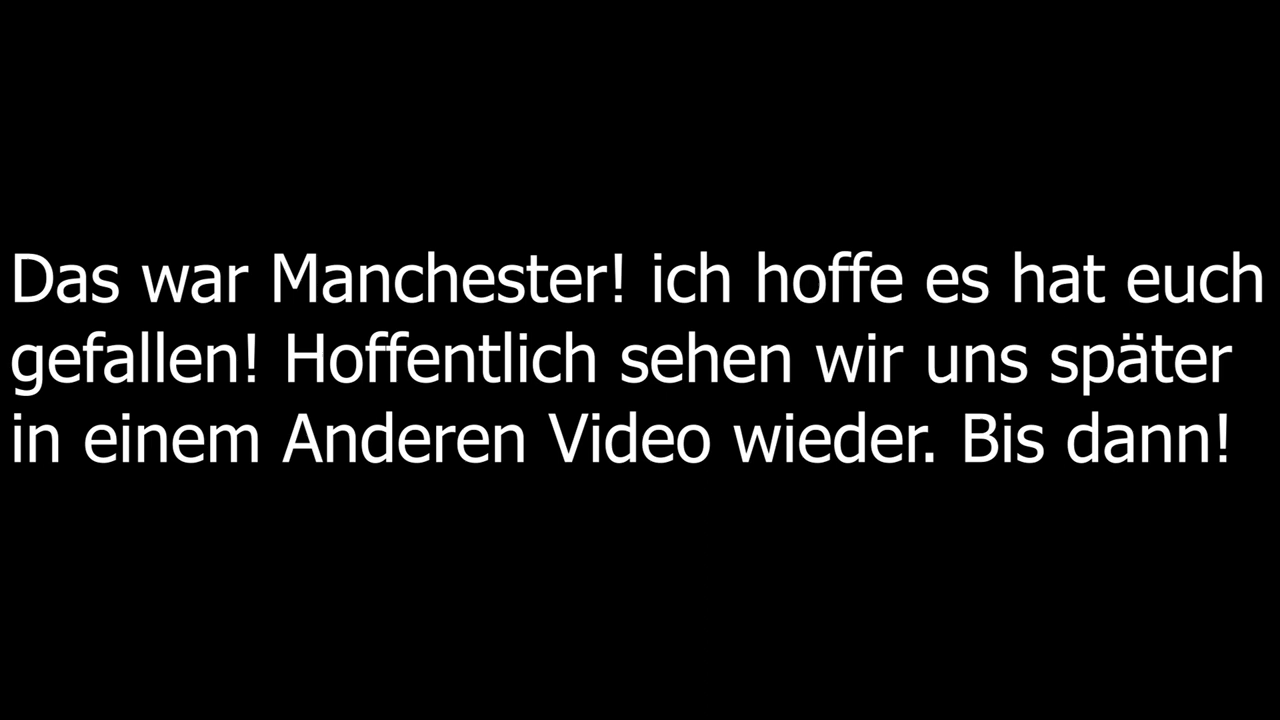 Das war Manchester! ich hoffe es hat euch
gefallen! Hoffentlich sehen wir uns später
in einem Anderen Video wieder. Bis dann!